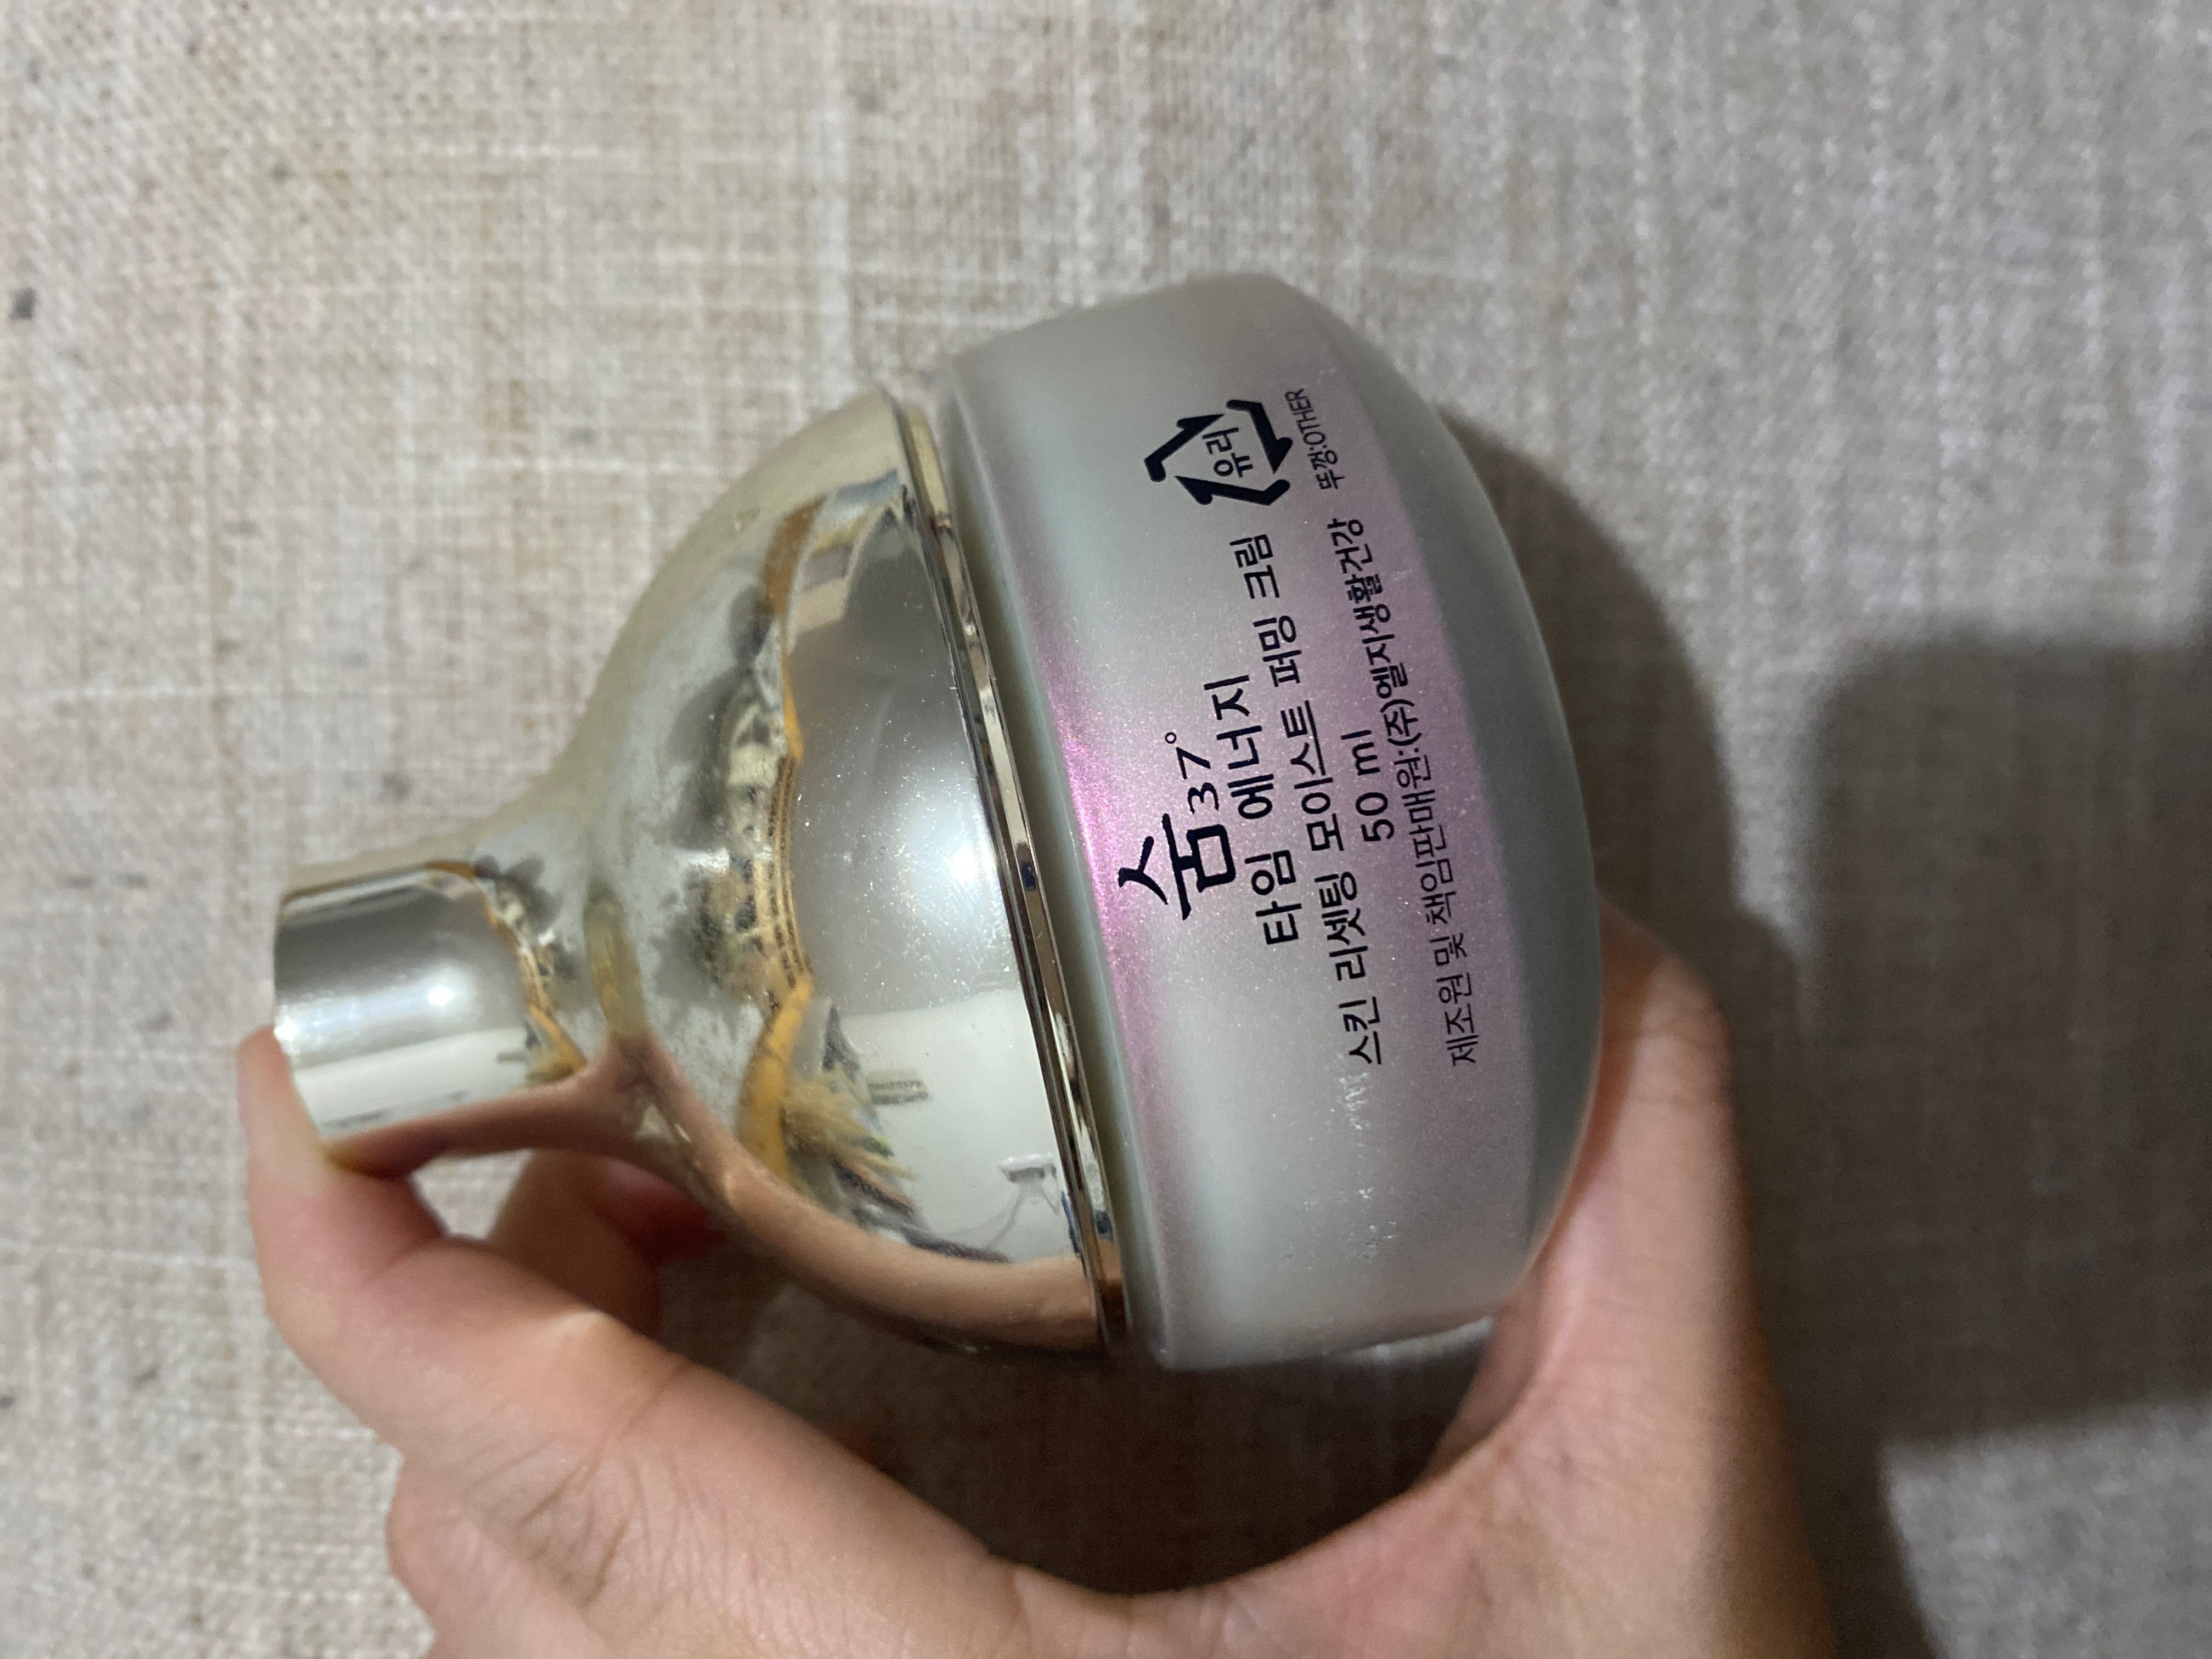 숨37°
타임 에너지
스킨 리셋팅 모이스트 퍼밍 크림
50 ml
제조원 및 책임판매원:(주)엘지생활건강
유리
뚜껑:OTHER